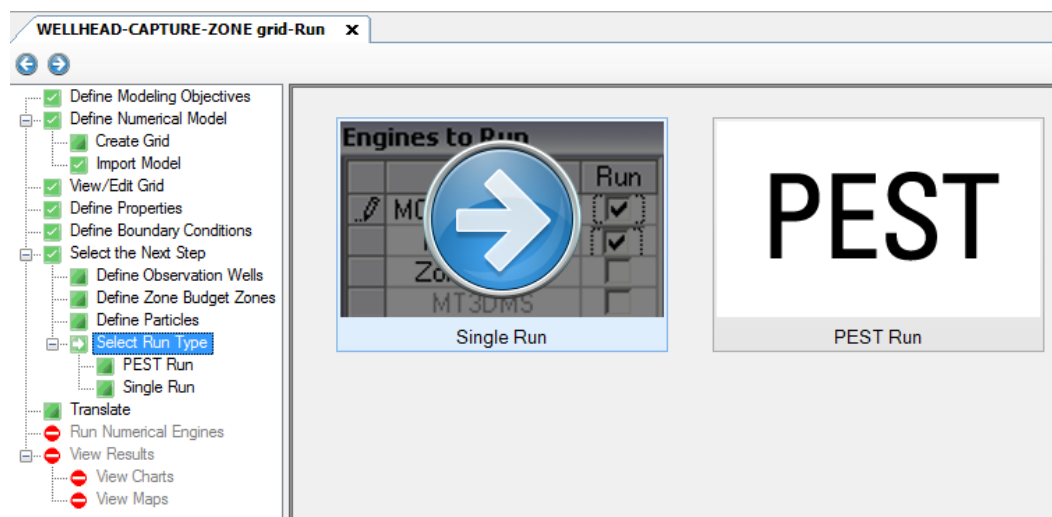 WELLHEAD-CAPTURE-ZONE grid-Run x
Define Modeling Objectives
Define Numerical Model
Create Grid
Import Model
View/Edit Grid
Define Properties
Define Boundary Conditions
Select the Next Step
Define Observation Wells
Define Zone Budget Zones
Define Particles
Select Run Type
PEST Run
Single Run
Translate
Run Numerical Engines
View Results
View Charts
View Maps
Engines to Run
Run
MT3DMS
Single Run
PEST
PEST Run